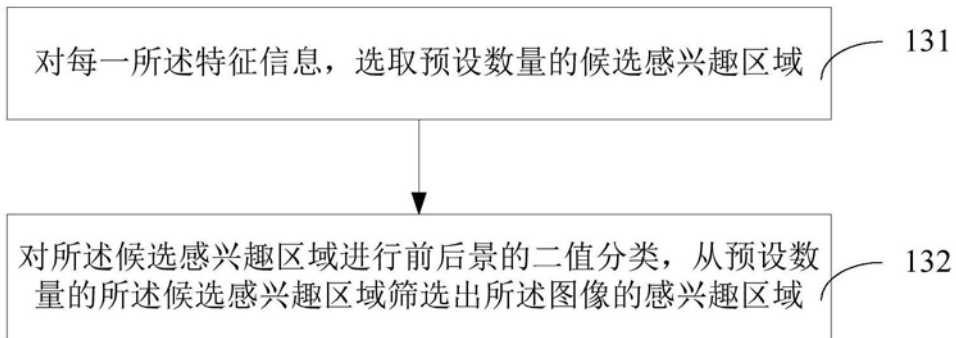 对每一所述特征信息，选取预设数量的候选感兴趣区域
131
对所述候选感兴趣区域进行前后景的二值分类，从预设数
量的所述候选感兴趣区域筛选出所述图像的感兴趣区域
132